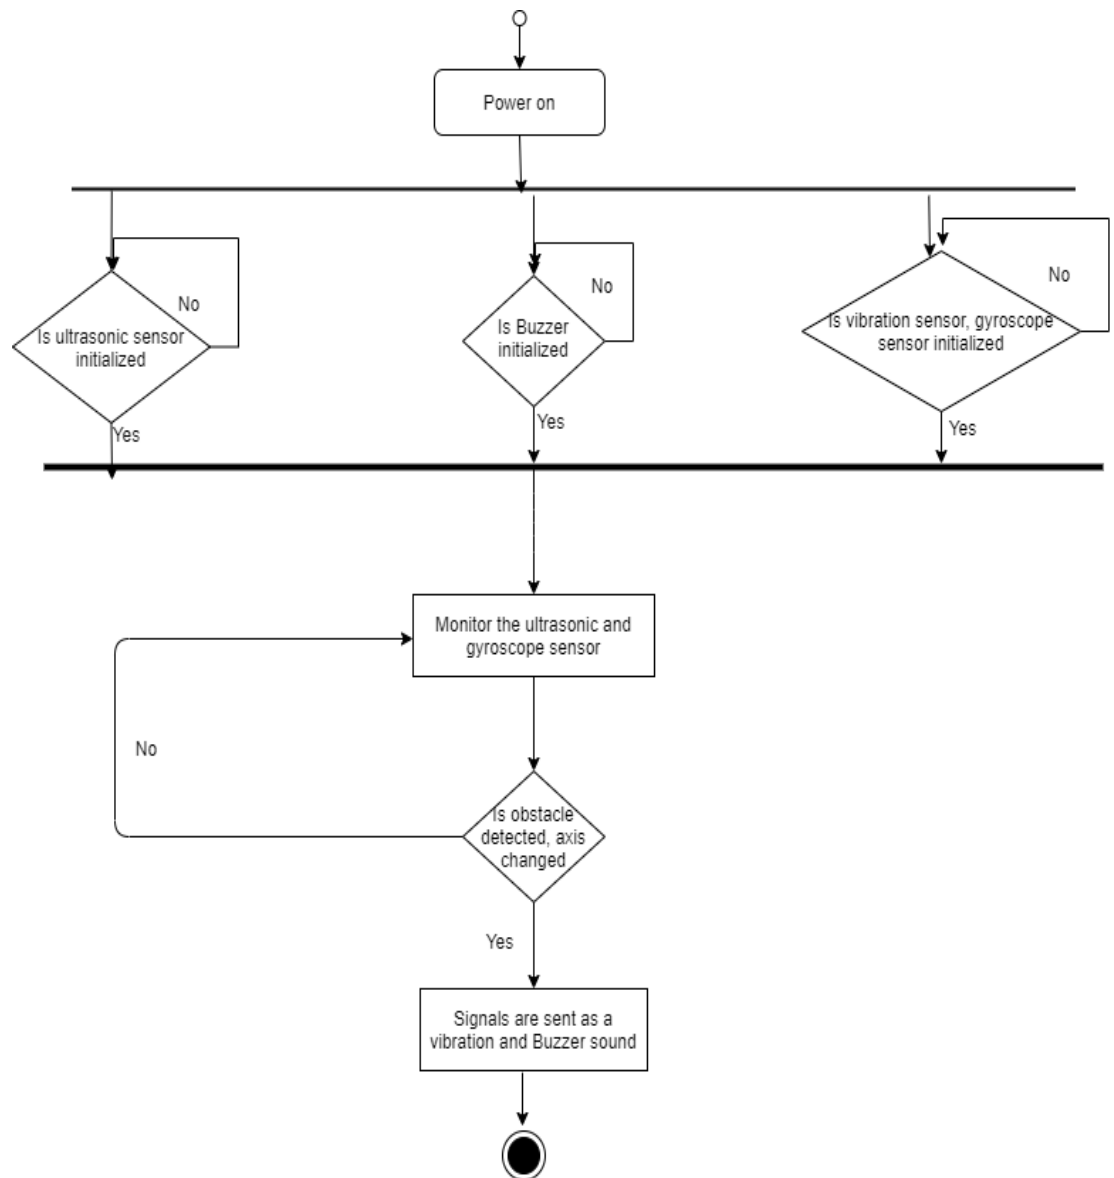 Power on
No
Is ultrasonic sensor
initialized
Yes
No
Is Buzzer
initialized
Yes
No
Is vibration sensor, gyroscope
sensor initialized
Yes
Monitor the ultrasonic and
gyroscope sensor
No
Is obstacle
detected, axis
changed
Yes
Signals are sent as a
vibration and Buzzer sound